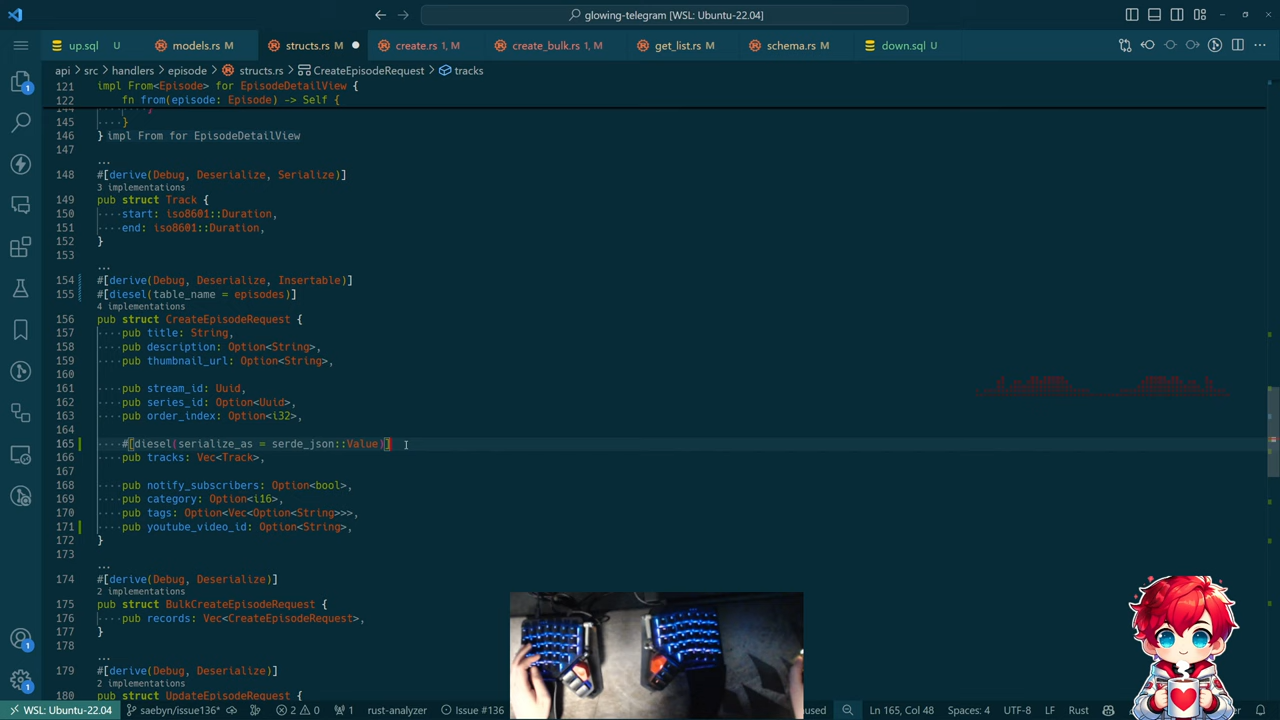 glowing-telegram [WSL: Ubuntu-22.04]
up.sql U
models.rs M
structs.rs M
create.rs 1, M
create_bulk.rs 1, M
get_list.rs M
schema.rs M
down.sql U
api > src > handlers > episode > structs.rs > CreateEpisodeRequest > tracks
121 impl From<Episode> for EpisodeDetailView {
122 fn from(episode: Episode) -> Self {
144 }
145 }
146 } impl From for EpisodeDetailView
147
...
148 #[derive(Debug, Deserialize, Serialize)]
3 implementations
149 pub struct Track {
150 ····start: iso8601::Duration,
151 ····end: iso8601::Duration,
152 }
153
...
154 #[derive(Debug, Deserialize, Insertable)]
155 #[diesel(table_name = episodes)]
4 implementations
156 pub struct CreateEpisodeRequest {
157 ····pub title: String,
158 ····pub description: Option<String>,
159 ····pub thumbnail_url: Option<String>,
160
161 ····pub stream_id: Uuid,
162 ····pub series_id: Option<Uuid>,
163 ····pub order_index: Option<i32>,
164
165 ····#[diesel(serialize_as = serde_json::Value)]
166 ····pub tracks: Vec<Track>,
167
168 ····pub notify_subscribers: Option<bool>,
169 ····pub category: Option<i16>,
170 ····pub tags: Option<Vec<Option<String>>>,
171 ····pub youtube_video_id: Option<String>,
172 }
173
...
174 #[derive(Debug, Deserialize)]
2 implementations
175 pub struct BulkCreateEpisodeRequest {
176 ····pub records: Vec<CreateEpisodeRequest>,
177 }
178
...
179 #[derive(Debug, Deserialize)]
2 implementations
180 pub struct UpdateEpisodeRequest {
1
1
1
WSL: Ubuntu-22.04
saebyn/issue136*
2
0
1
rust-analyzer
Issue #136
Ln 165, Col 48
Spaces: 4
UTF-8
LF
Rust